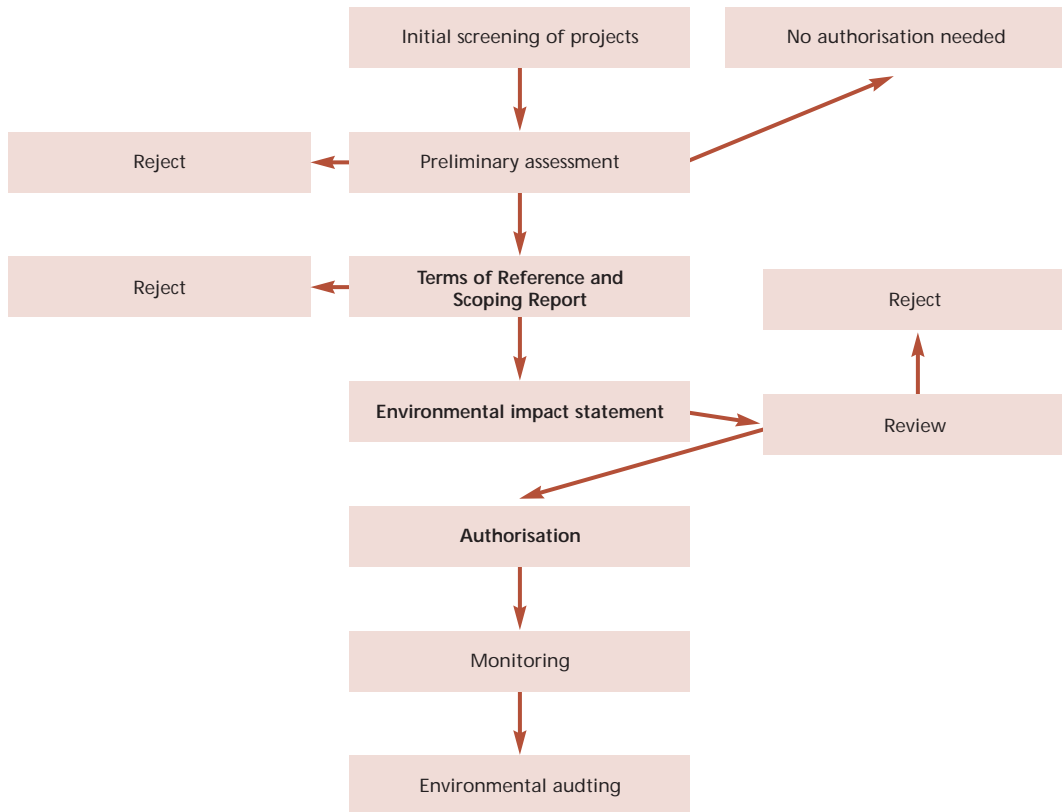 Initial screening of projects
No authorisation needed
Reject
Preliminary assessment
Reject
Terms of Reference and
Scoping Report
Reject
Environmental impact statement
Review
Authorisation
Monitoring
Environmental audting